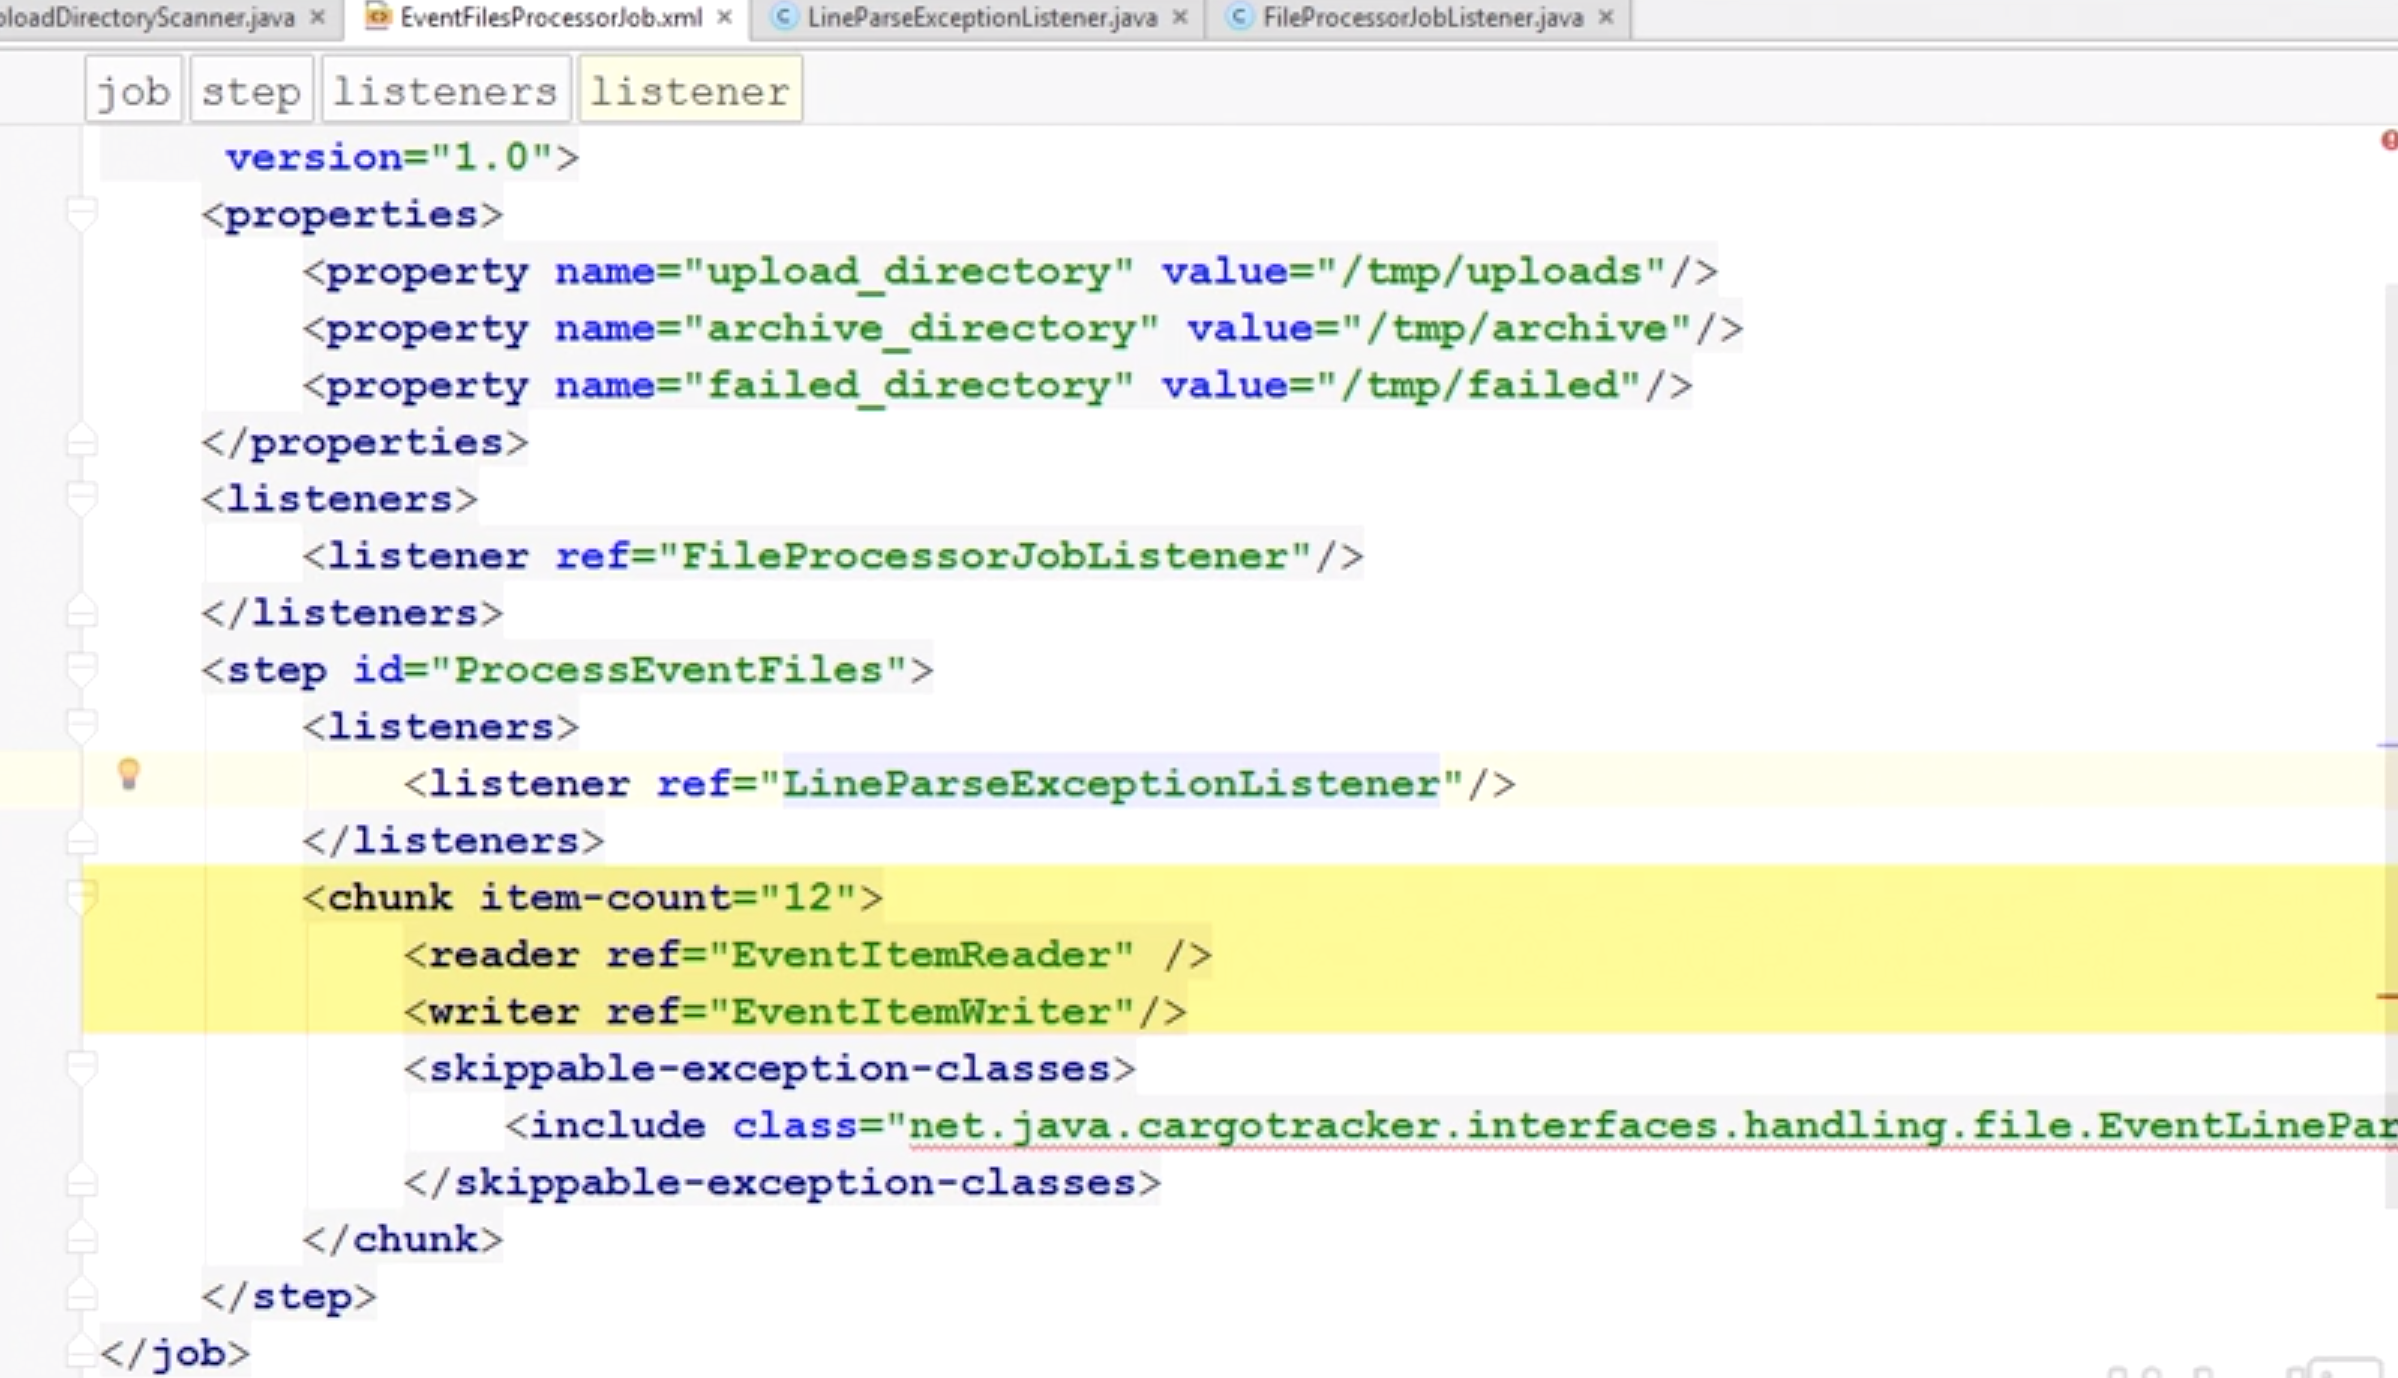 loadDirectoryScanner.java × EventFilesProcessorJob.xml × LineParseExceptionListener.java × FileProcessorJobListener.java ×
job step listeners listener
version="1.0">
<properties>
<property name="upload_directory" value="/tmp/uploads"/>
<property name="archive_directory" value="/tmp/archive"/>
<property name="failed_directory" value="/tmp/failed"/>
</properties>
<listeners>
<listener ref="FileProcessorJobListener"/>
</listeners>
<step id="ProcessEventFiles">
<listeners>
<listener ref="LineParseExceptionListener"/>
</listeners>
<chunk item-count="12">
<reader ref="EventItemReader" />
<writer ref="EventItemWriter"/>
<skippable-exception-classes>
<include class="net.java.cargotracker.interfaces.handling.file.EventLinePar
</skippable-exception-classes>
</chunk>
</step>
</job>